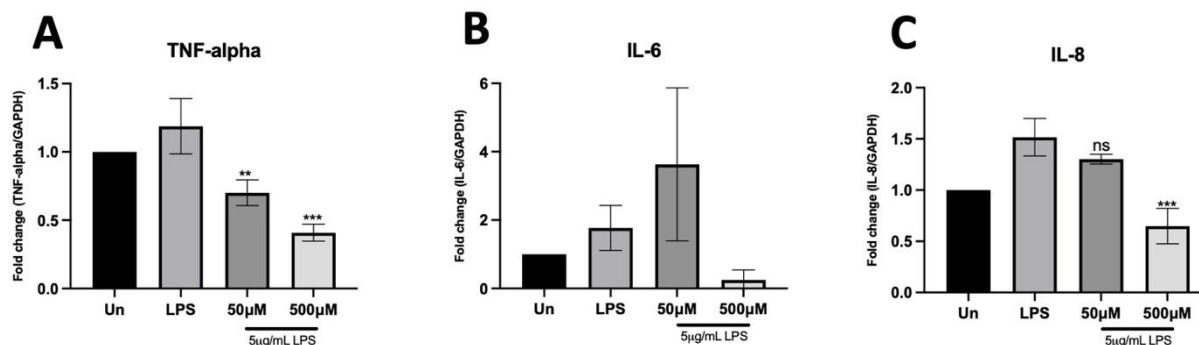 A
TNF-alpha
Fold change (TNF-alpha/GAPDH)
1.5
1.0
0.5
0.0
**
***
Un LPS 50μM 500μM
5μg/mL LPS
B
IL-6
Fold change (IL-6/GAPDH)
6
4
2
0
Un LPS 50μM 500μM
5μg/mL LPS
C
IL-8
Fold change (IL-8/GAPDH)
2.0
1.5
1.0
0.5
0.0
ns
***
Un LPS 50μM 500μM
5μg/mL LPS